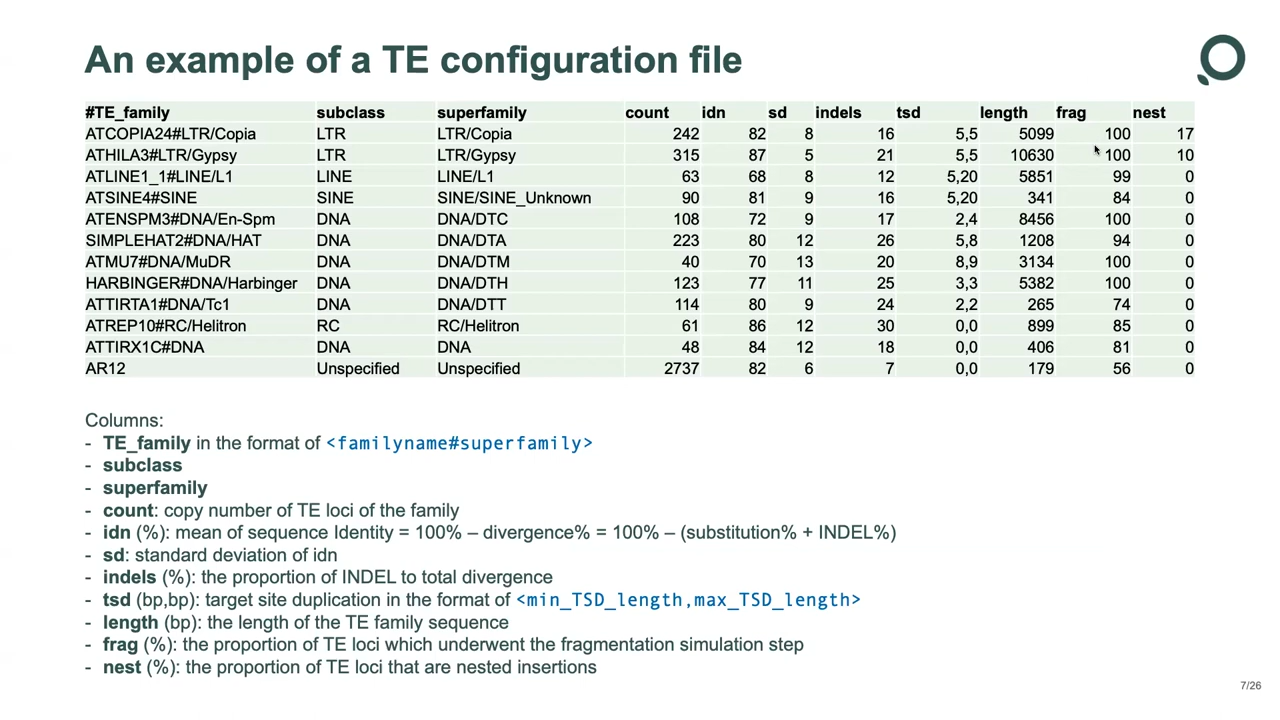 An example of a TE configuration file
#TE_family subclass superfamily count idn sd indels tsd length frag nest
ATCOPIA24#LTR/Copia LTR LTR/Copia 242 82 8 16 5,5 5099 100 17
ATHILA3#LTR/Gypsy LTR LTR/Gypsy 315 87 5 21 5,5 10630 100 10
ATLINE1_1#LINE/L1 LINE LINE/L1 63 68 8 12 5,20 5851 99 0
ATSINE4#SINE SINE SINE/SINE_Unknown 90 81 9 16 5,20 341 84 0
ATENSPM3#DNA/En-Spm DNA DNA/DTC 108 72 9 17 2,4 8456 100 0
SIMPLEHAT2#DNA/HAT DNA DNA/DTA 223 80 12 26 5,8 1208 94 0
ATMU7#DNA/MuDR DNA DNA/DTM 40 70 13 20 8,9 3134 100 0
HARBINGER#DNA/Harbinger DNA DNA/DTH 123 77 11 25 3,3 5382 100 0
ATTIRTA1#DNA/Tc1 DNA DNA/DTT 114 80 9 24 2,2 265 74 0
ATREP10#RC/Helitron RC RC/Helitron 61 86 12 30 0,0 899 85 0
ATTIRX1C#DNA DNA DNA 48 84 12 18 0,0 406 81 0
AR12 Unspecified Unspecified 2737 82 6 7 0,0 179 56 0
Columns:
- TE_family in the format of <familyname#superfamily>
- subclass
- superfamily
- count: copy number of TE loci of the family
- idn (%): mean of sequence Identity = 100% – divergence% = 100% – (substitution% + INDEL%)
- sd: standard deviation of idn
- indels (%): the proportion of INDEL to total divergence
- tsd (bp,bp): target site duplication in the format of <min_TSD_length,max_TSD_length>
- length (bp): the length of the TE family sequence
- frag (%): the proportion of TE loci which underwent the fragmentation simulation step
- nest (%): the proportion of TE loci that are nested insertions
7/26